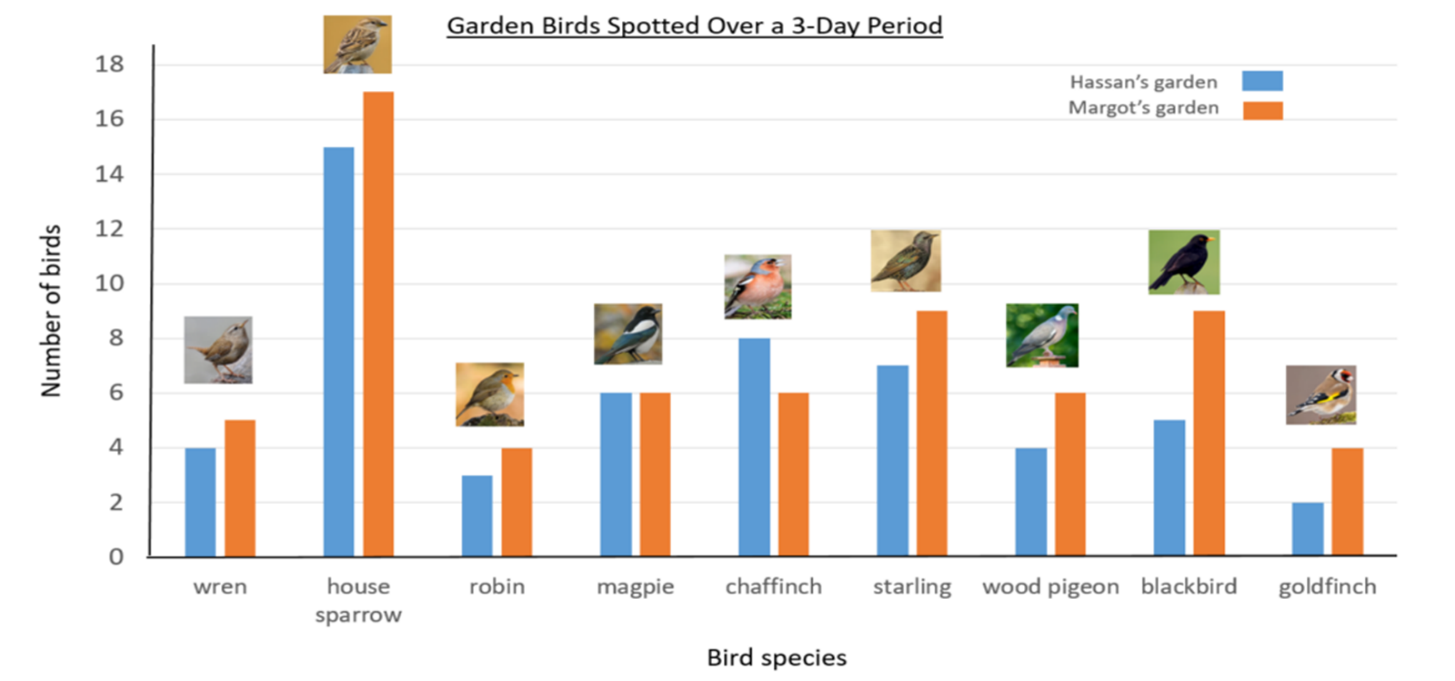 Garden Birds Spotted Over a 3-Day Period
Hassan's garden
Margot's garden
Number of birds
18
16
14
12
10
8
6
4
2
0
wren
house
sparrow
robin
magpie
chaffinch
starling
wood pigeon
blackbird
goldfinch
Bird species